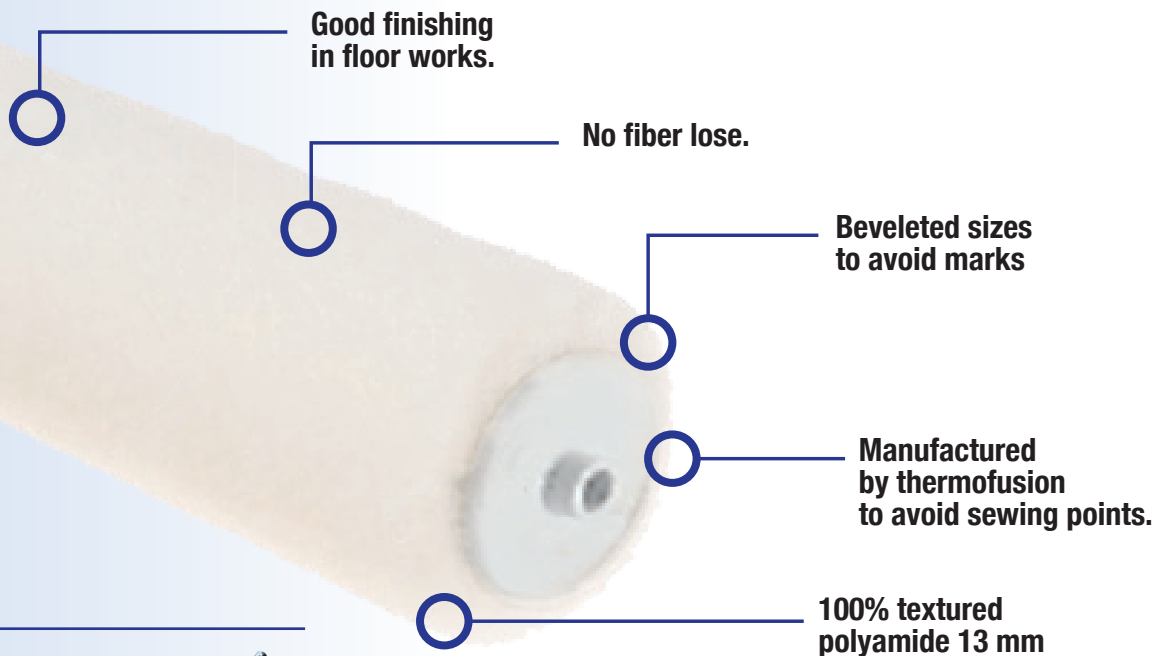 Good finishing
in floor works.
No fiber lose.
Beveleted sizes
to avoid marks
Manufactured
by thermofusion
to avoid sewing points.
100% textured
polyamide 13 mm